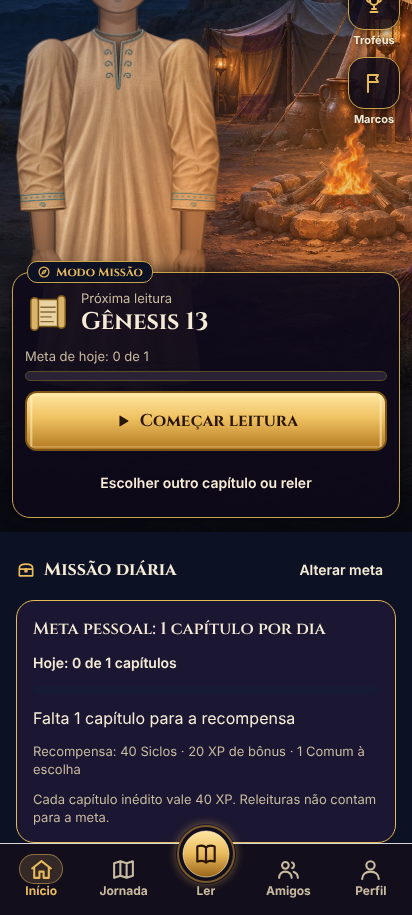 Troféus
Marcos
Modo Missão
Próxima leitura
Gênesis 13
Meta de hoje: 0 de 1
Começar leitura
Escolher outro capítulo ou reler
Missão diária
Alterar meta
Meta pessoal: 1 capítulo por dia
Hoje: 0 de 1 capítulos
Falta 1 capítulo para a recompensa
Recompensa: 40 Siclos · 20 XP de bônus · 1 Comum à
escolha
Cada capítulo inédito vale 40 XP. Releituras não contam
para a meta.
Início
Jornada
Ler
Amigos
Perfil